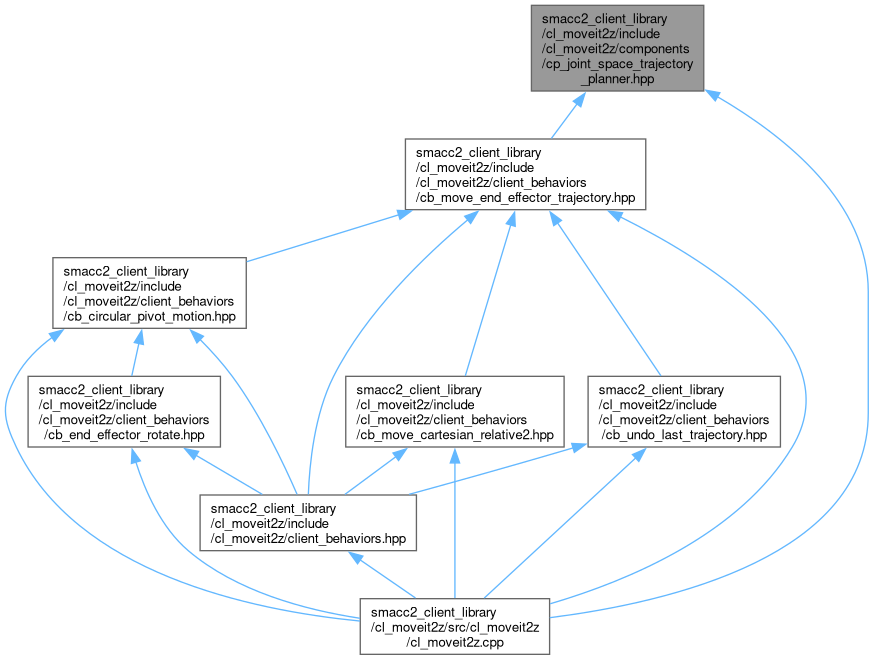 smacc2_client_library
/cl_moveit2z/include
/cl_moveit2z/components
/cp_joint_space_trajectory
_planner.hpp
smacc2_client_library
/cl_moveit2z/include
/cl_moveit2z/client_behaviors
/cb_move_end_effector_trajectory.hpp
smacc2_client_library
/cl_moveit2z/include
/cl_moveit2z/client_behaviors
/cb_circular_pivot_motion.hpp
smacc2_client_library
/cl_moveit2z/include
/cl_moveit2z/client_behaviors
/cb_end_effector_rotate.hpp
smacc2_client_library
/cl_moveit2z/include
/cl_moveit2z/client_behaviors
/cb_move_cartesian_relative2.hpp
smacc2_client_library
/cl_moveit2z/include
/cl_moveit2z/client_behaviors
/cb_undo_last_trajectory.hpp
smacc2_client_library
/cl_moveit2z/include
/cl_moveit2z/client_behaviors.hpp
smacc2_client_library
/cl_moveit2z/src/cl_moveit2z
/cl_moveit2z.cpp